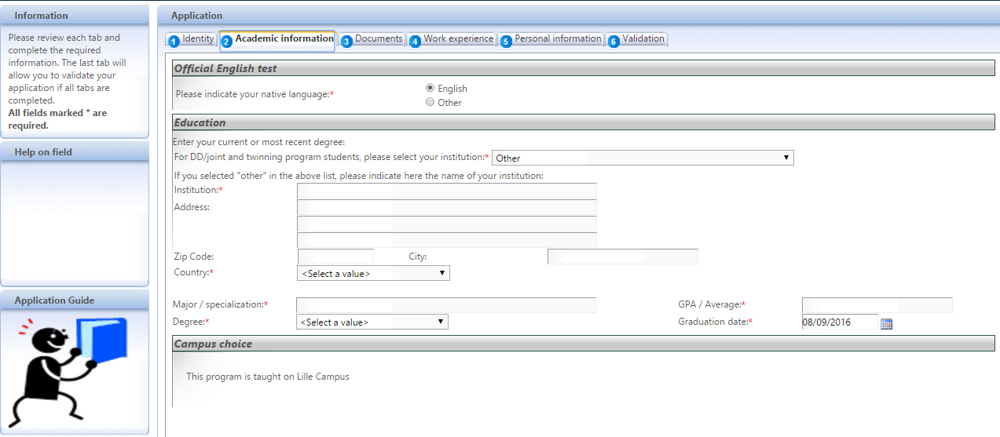 Information
Please review each tab and
complete the required
information. The last tab will
allow you to validate your
application if all tabs are
completed.
All fields marked * are
required.
Help on field
Application Guide
Application
1 Identity 2 Academic information 3 Documents 4 Work experience 5 Personal information 6 Validation
Official English test
Please indicate your native language:*
English
Other
Education
Enter your current or most recent degree:
For DD/joint and twinning program students, please select your institution:* Other
If you selected "other" in the above list, please indicate here the name of your institution:
Institution:*
Address:
Zip Code: City:
Country:* <Select a value>
Major / specialization:* GPA / Average:*
Degree:* <Select a value> Graduation date:* 08/09/2016
Campus choice
This program is taught on Lille Campus